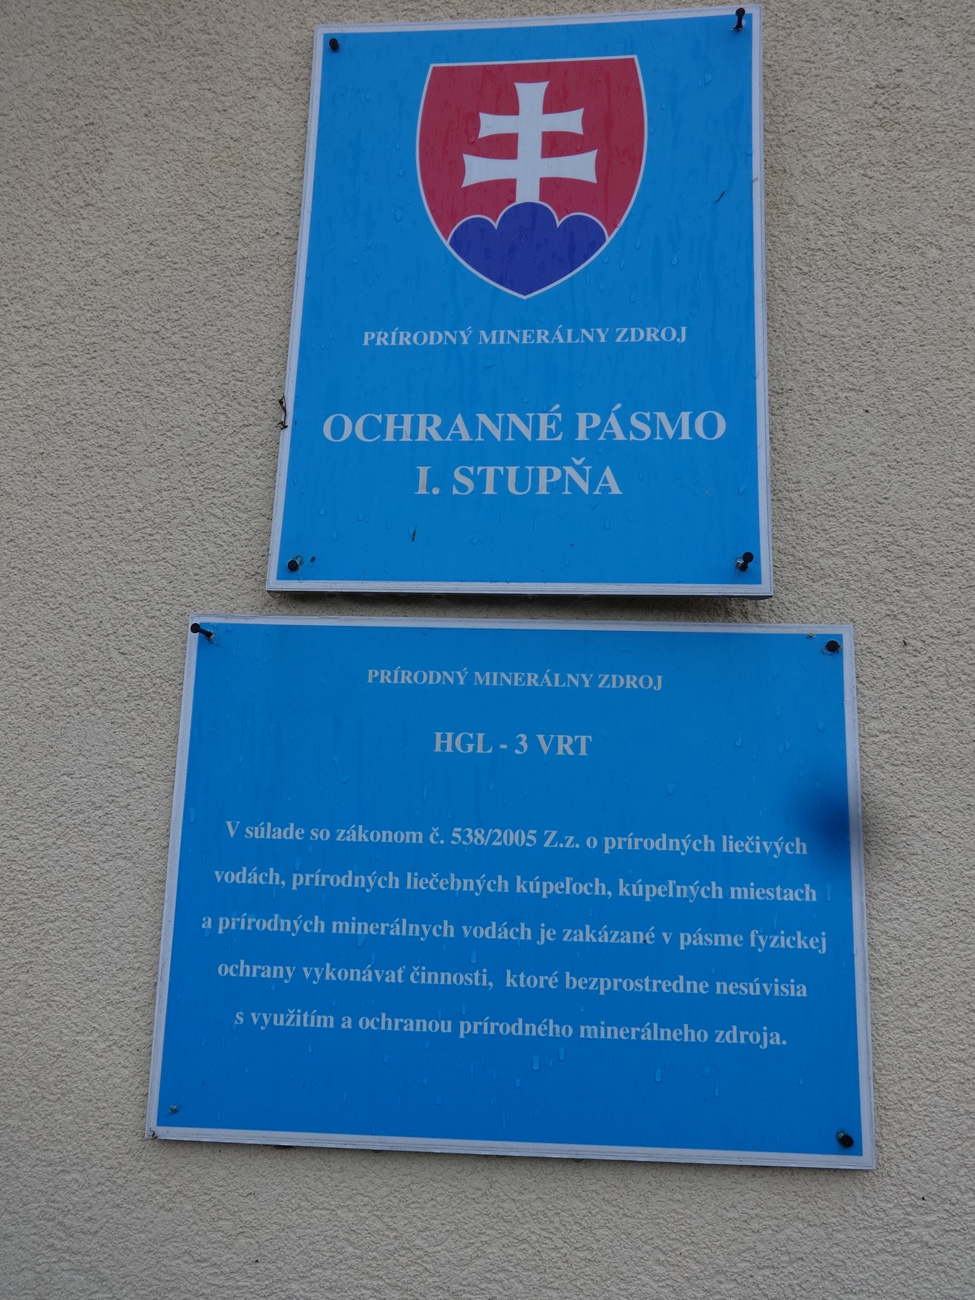 PRÍRODNÝ MINERÁLNY ZDROJ
OCHRANNÉ PÁSMO
I. STUPŇA
PRÍRODNÝ MINERÁLNY ZDROJ
HGL - 3 VRT
V súlade so zákonom č. 538/2005 Z.z. o prírodných liečivých
vodách, prírodných liečebných kúpeľoch, kúpeľných miestach
a prírodných minerálnych vodách je zakázané v pásme fyzickej
ochrany vykonávať činnosti, ktoré bezprostredne nesúvisia
s využitím a ochranou prírodného minerálneho zdroja.